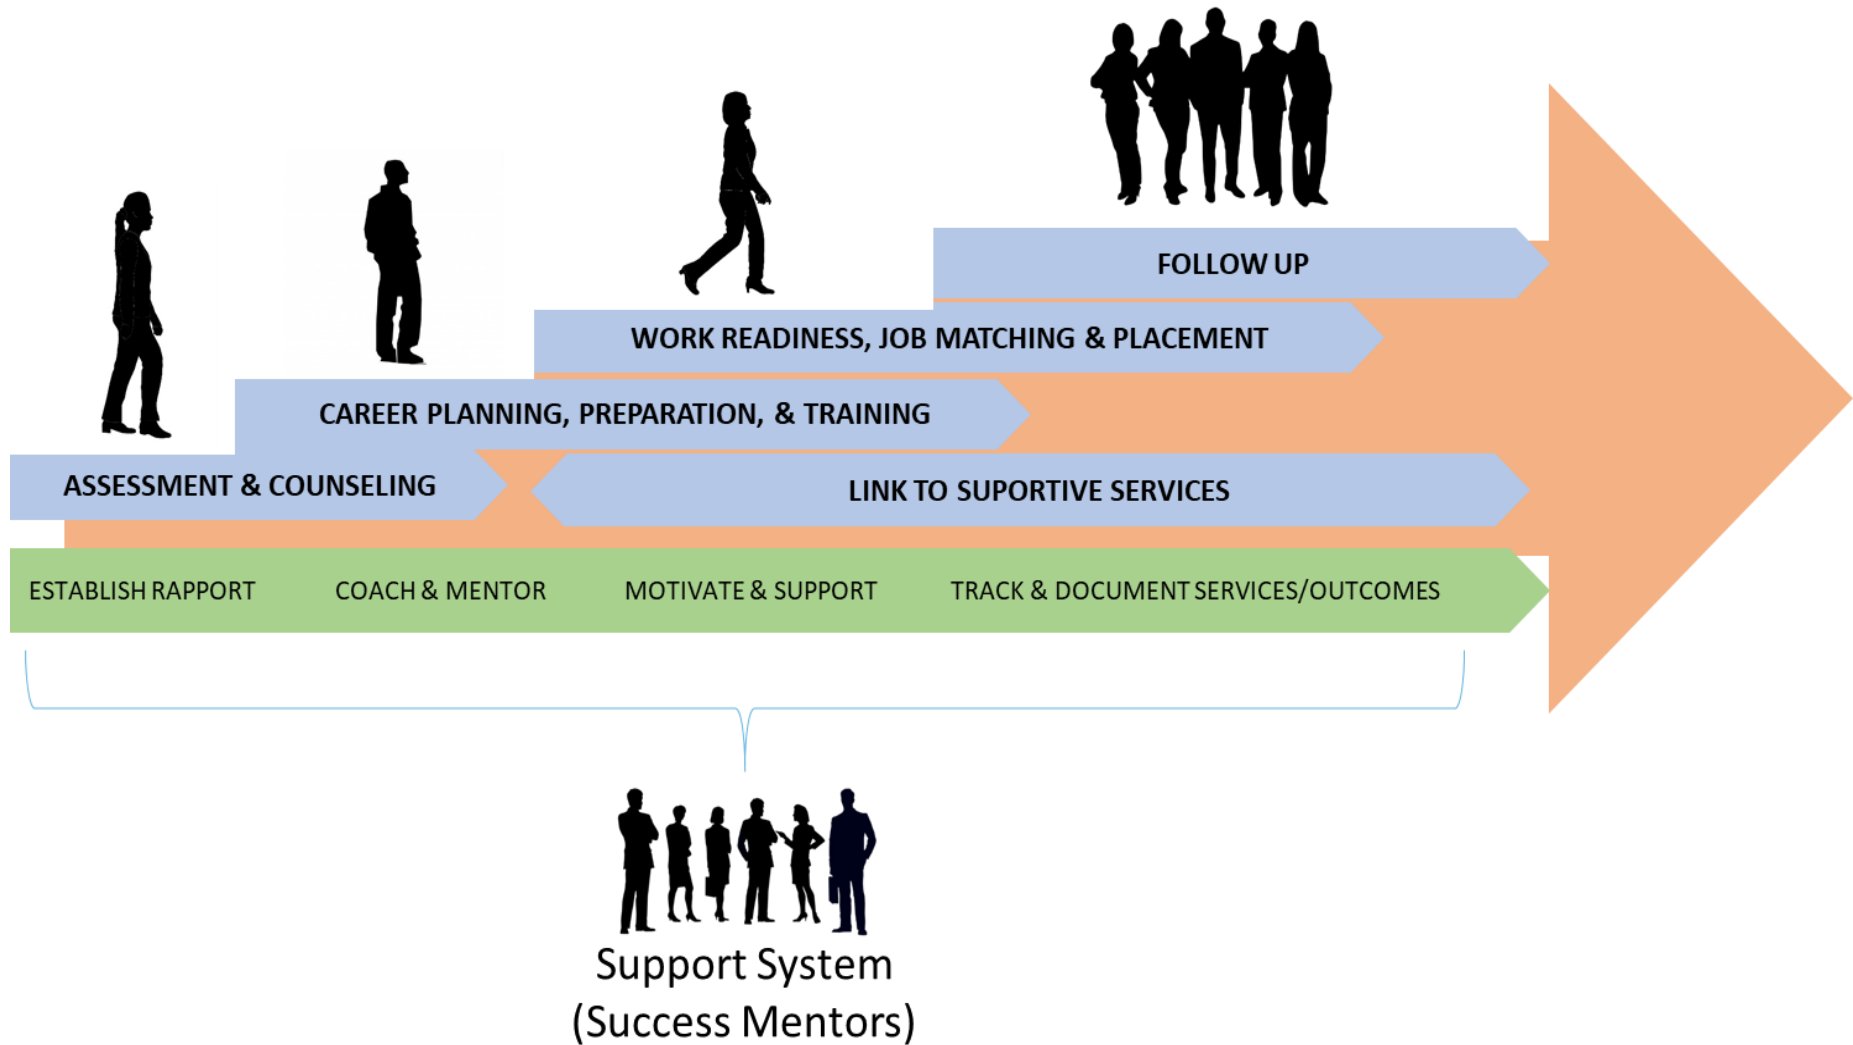 FOLLOW UP
WORK READINESS, JOB MATCHING & PLACEMENT
CAREER PLANNING, PREPARATION, & TRAINING
ASSESSMENT & COUNSELING
LINK TO SUPORTIVE SERVICES
ESTABLISH RAPPORT
COACH & MENTOR
MOTIVATE & SUPPORT
TRACK & DOCUMENT SERVICES/OUTCOMES
Support System
(Success Mentors)